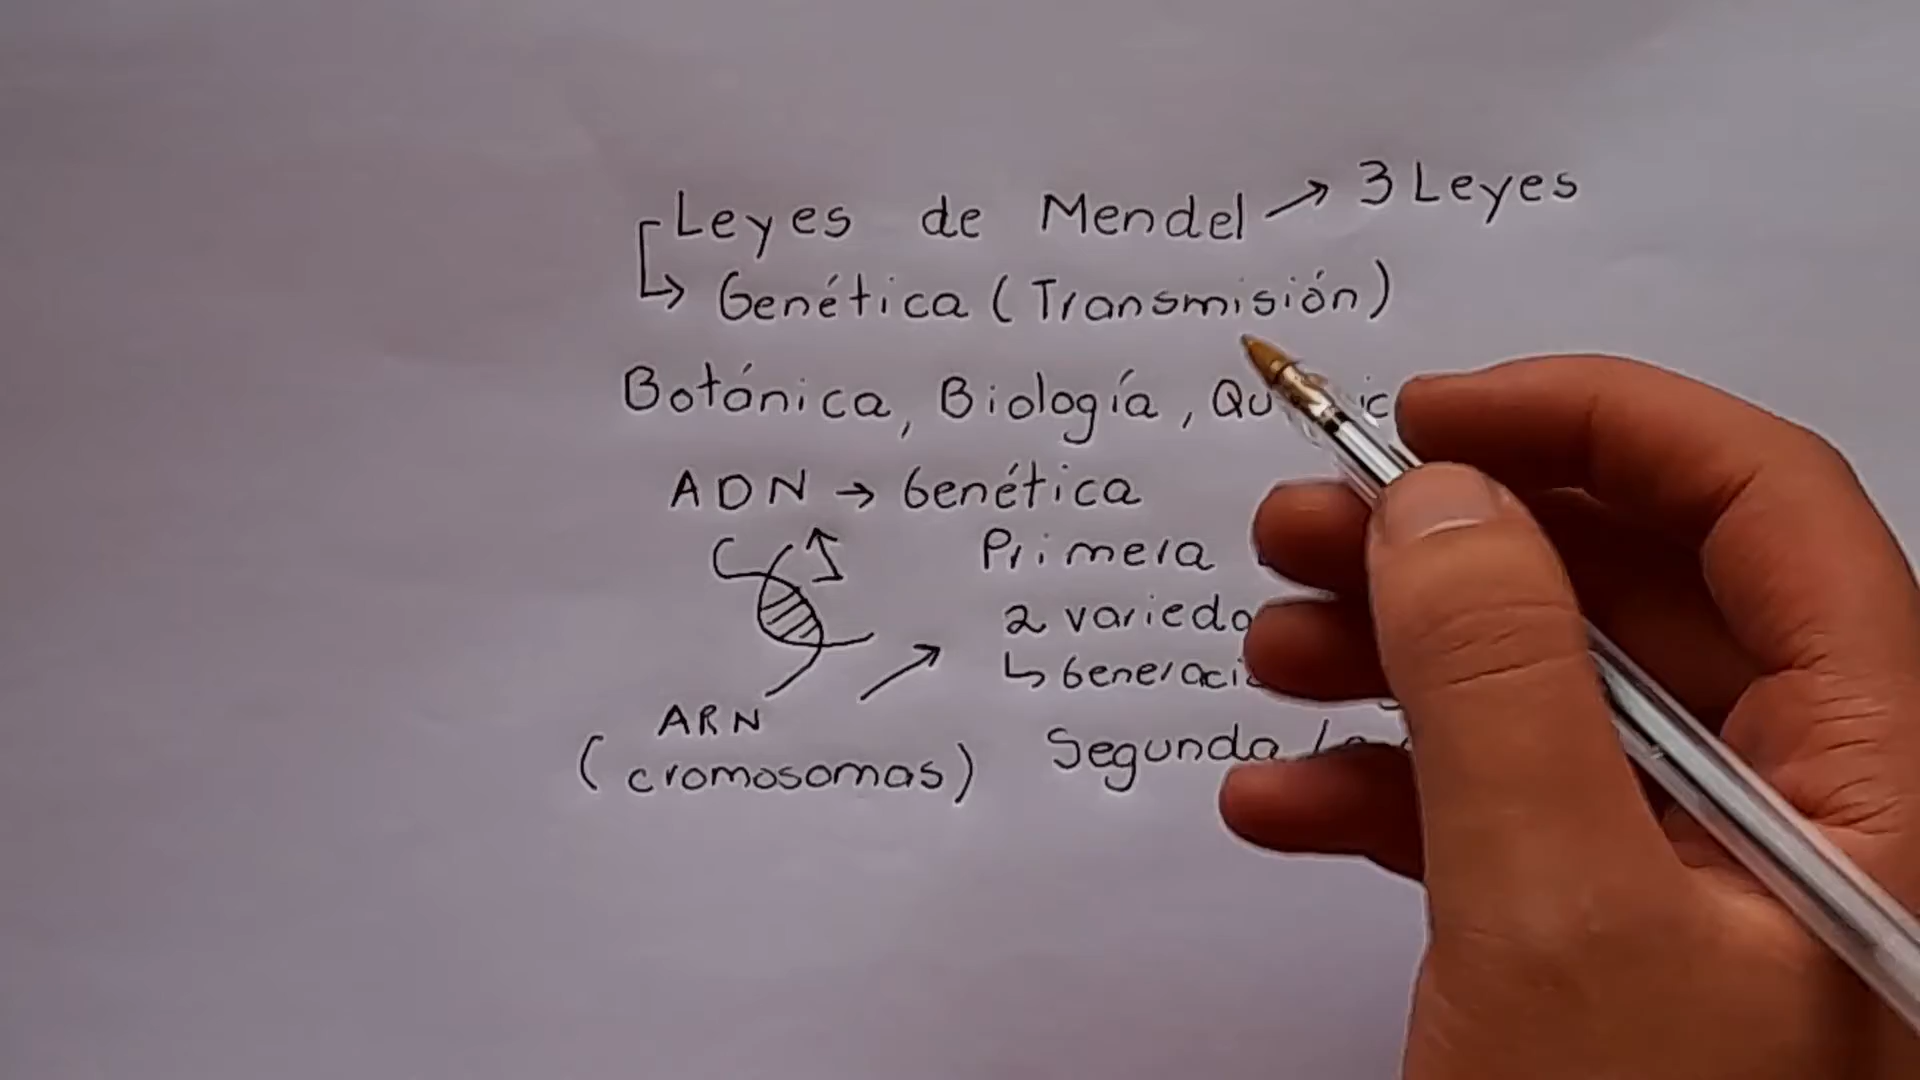 Leyes de Mendel → 3 Leyes
↳ Genética (Transmisión)
Botánica, Biología,
ADN → Genética
Primera
2
↳
ARN
(cromosomas)
Segunda